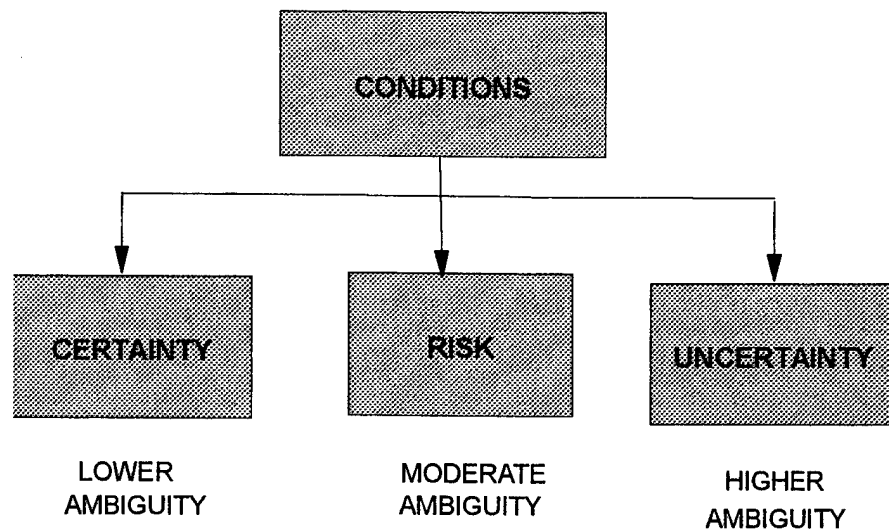 CONDITIONS
CERTAINTY
RISK
UNCERTAINTY
LOWER
AMBIGUITY
MODERATE
AMBIGUITY
HIGHER
AMBIGUITY